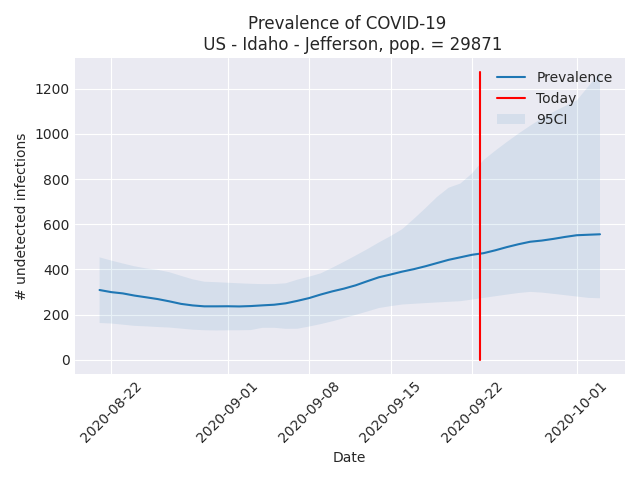 Prevalence of COVID-19
US - Idaho - Jefferson, pop. = 29871
Prevalence
Today
95CI
# undetected infections
1200
1000
800
600
400
200
0
2020-08-22
2020-09-01
2020-09-08
2020-09-15
2020-09-22
2020-10-01
Date